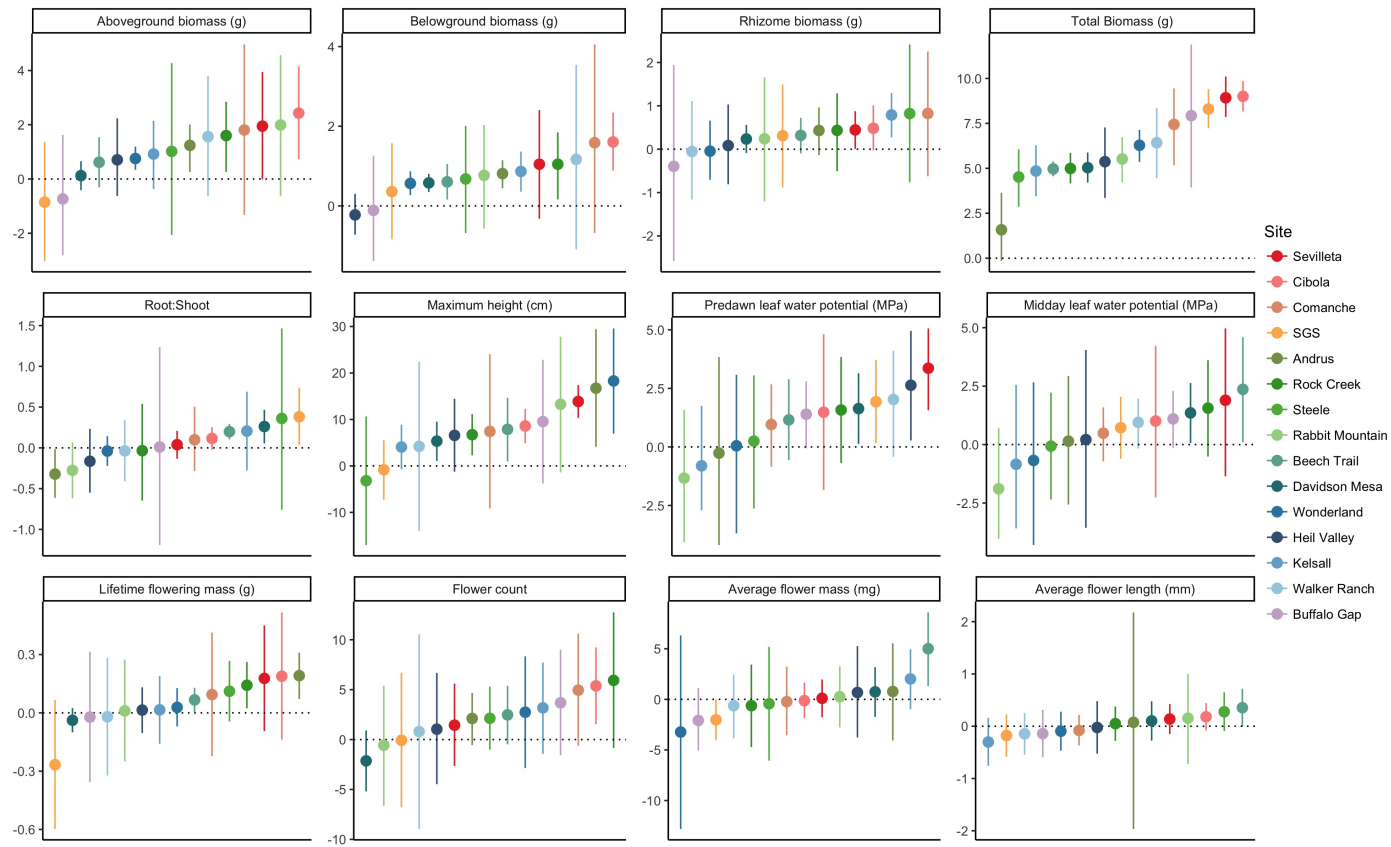 Aboveground biomass (g)
Belowground biomass (g)
Rhizome biomass (g)
Total Biomass (g)
4
2
0
-2
4
2
0
2
1
0
-1
-2
10.0
7.5
5.0
2.5
0.0
Root:Shoot
Maximum height (cm)
Predawn leaf water potential (MPa)
Midday leaf water potential (MPa)
1.5
1.0
0.5
0.0
-0.5
-1.0
30
20
10
0
-10
5.0
2.5
0.0
-2.5
5.0
2.5
0.0
-2.5
Lifetime flowering mass (g)
Flower count
Average flower mass (mg)
Average flower length (mm)
0.3
0.0
-0.3
-0.6
10
5
0
-5
-10
5
0
-5
-10
2
1
0
-1
-2
Site
Sevilleta
Cibola
Comanche
SGS
Andrus
Rock Creek
Steele
Rabbit Mountain
Beech Trail
Davidson Mesa
Wonderland
Heil Valley
Kelsall
Walker Ranch
Buffalo Gap